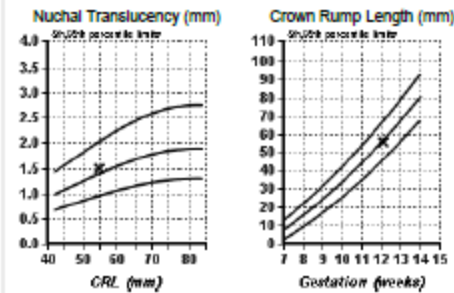 Nuchal Translucency (mm)
5th,95th percentile limits
4.0
3.5
3.0
2.5
2.0
1.5
1.0
0.5
0.0
40 50 60 70 80
CRL (mm)
Crown Rump Length (mm)
5th,95th percentile limits
110
100
90
80
70
60
50
40
30
20
10
0
7 8 9 10 11 12 13 14 15
Gestation (weeks)